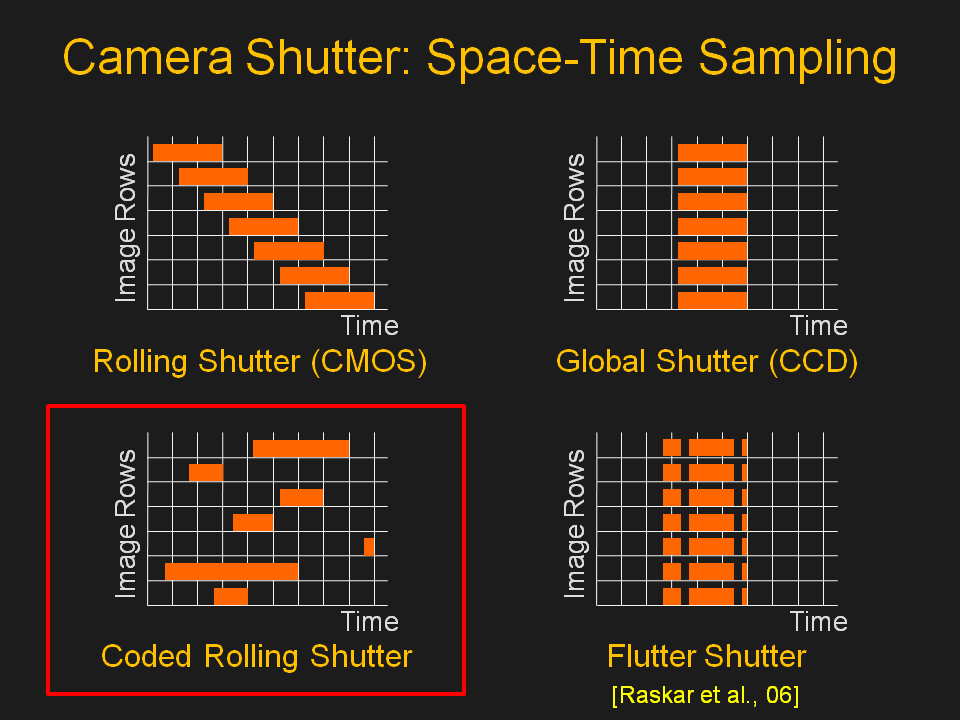 Camera Shutter: Space-Time Sampling
Image Rows
Time
Rolling Shutter (CMOS)
Image Rows
Time
Global Shutter (CCD)
Image Rows
Time
Coded Rolling Shutter
Image Rows
Time
Flutter Shutter
[Raskar et al., 06]